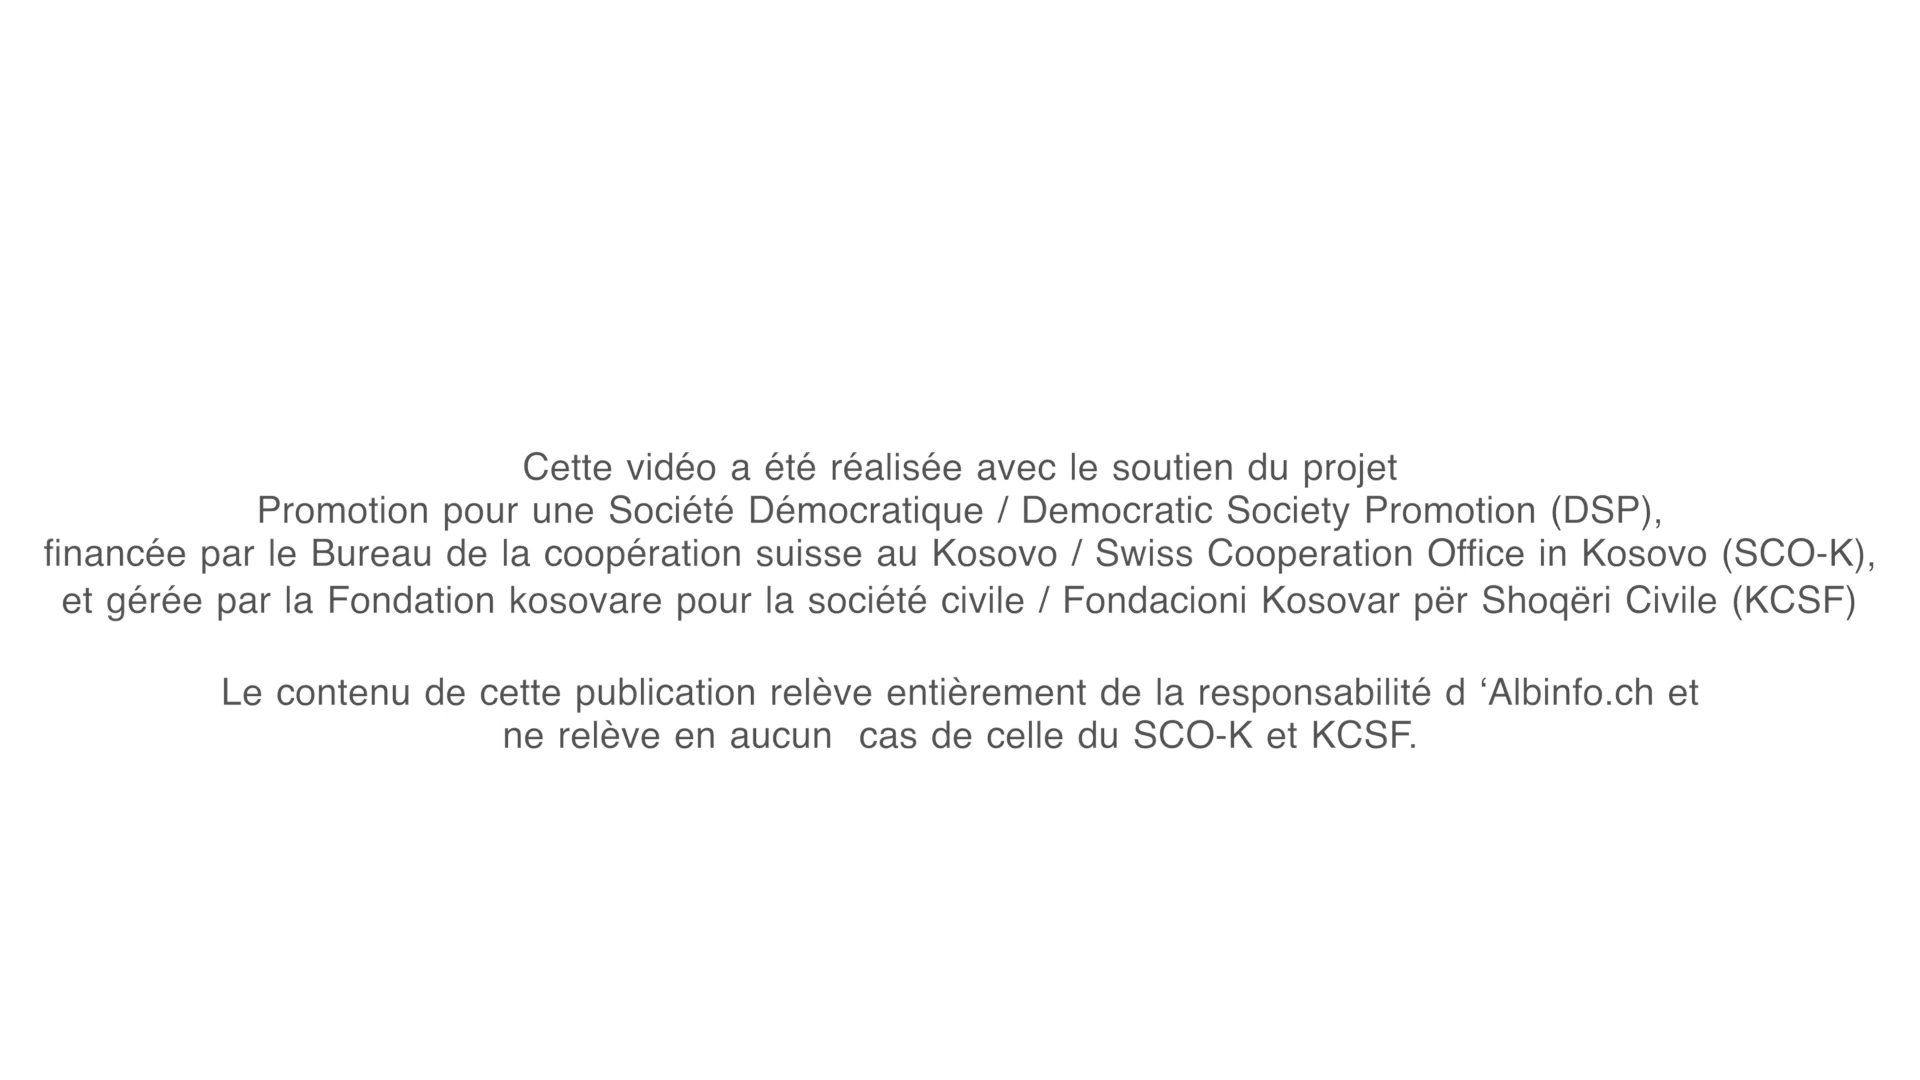 Cette vidéo a été réalisée avec le soutien du projet
Promotion pour une Société Démocratique / Democratic Society Promotion (DSP),
financée par le Bureau de la coopération suisse au Kosovo / Swiss Cooperation Office in Kosovo (SCO-K),
et gérée par la Fondation kosovare pour la société civile / Fondacioni Kosovar për Shoqëri Civile (KCSF)
Le contenu de cette publication relève entièrement de la responsabilité d ‘Albinfo.ch et
ne relève en aucun  cas de celle du SCO-K et KCSF.